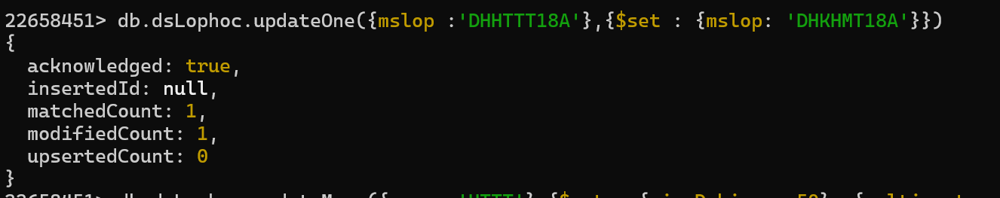 22658451> db.dsLophoc.updateOne({mslop :'DHHTTT18A'},{$set : {mslop: 'DHKHMT18A'}})
{
  acknowledged: true,
  insertedId: null,
  matchedCount: 1,
  modifiedCount: 1,
  upsertedCount: 0
}
22658451>